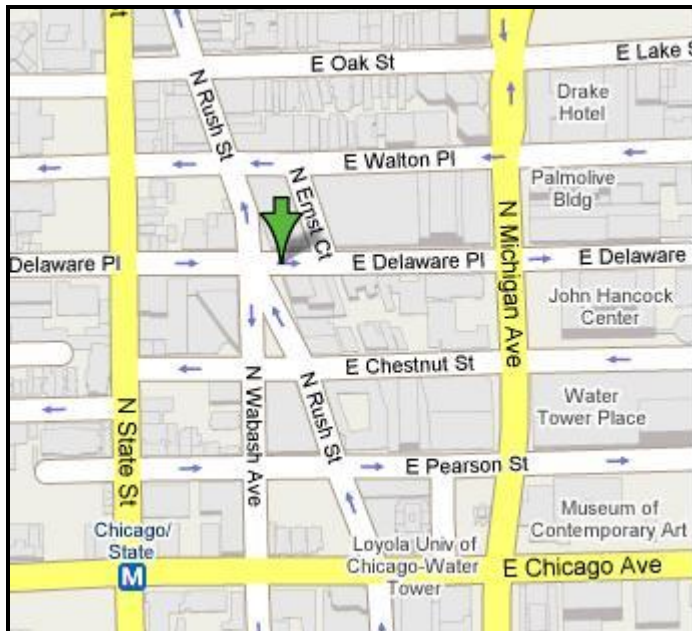 St
E Oak St
E Lake S
N Rush St
Drake
Hotel
E Walton Pl
N Ernst Ct
Palmolive
Bldg
N Michigan Ave
Delaware Pl
E Delaware Pl
E Delaware
John Hancock
Center
E Chestnut St
N State St
N Wabash Ave
N Rush St
Water
Tower Place
E Pearson St
Museum of
Contemporary Art
Chicago/
State
M
Loyola Univ of
Chicago-Water
Tower
E Chicago Ave